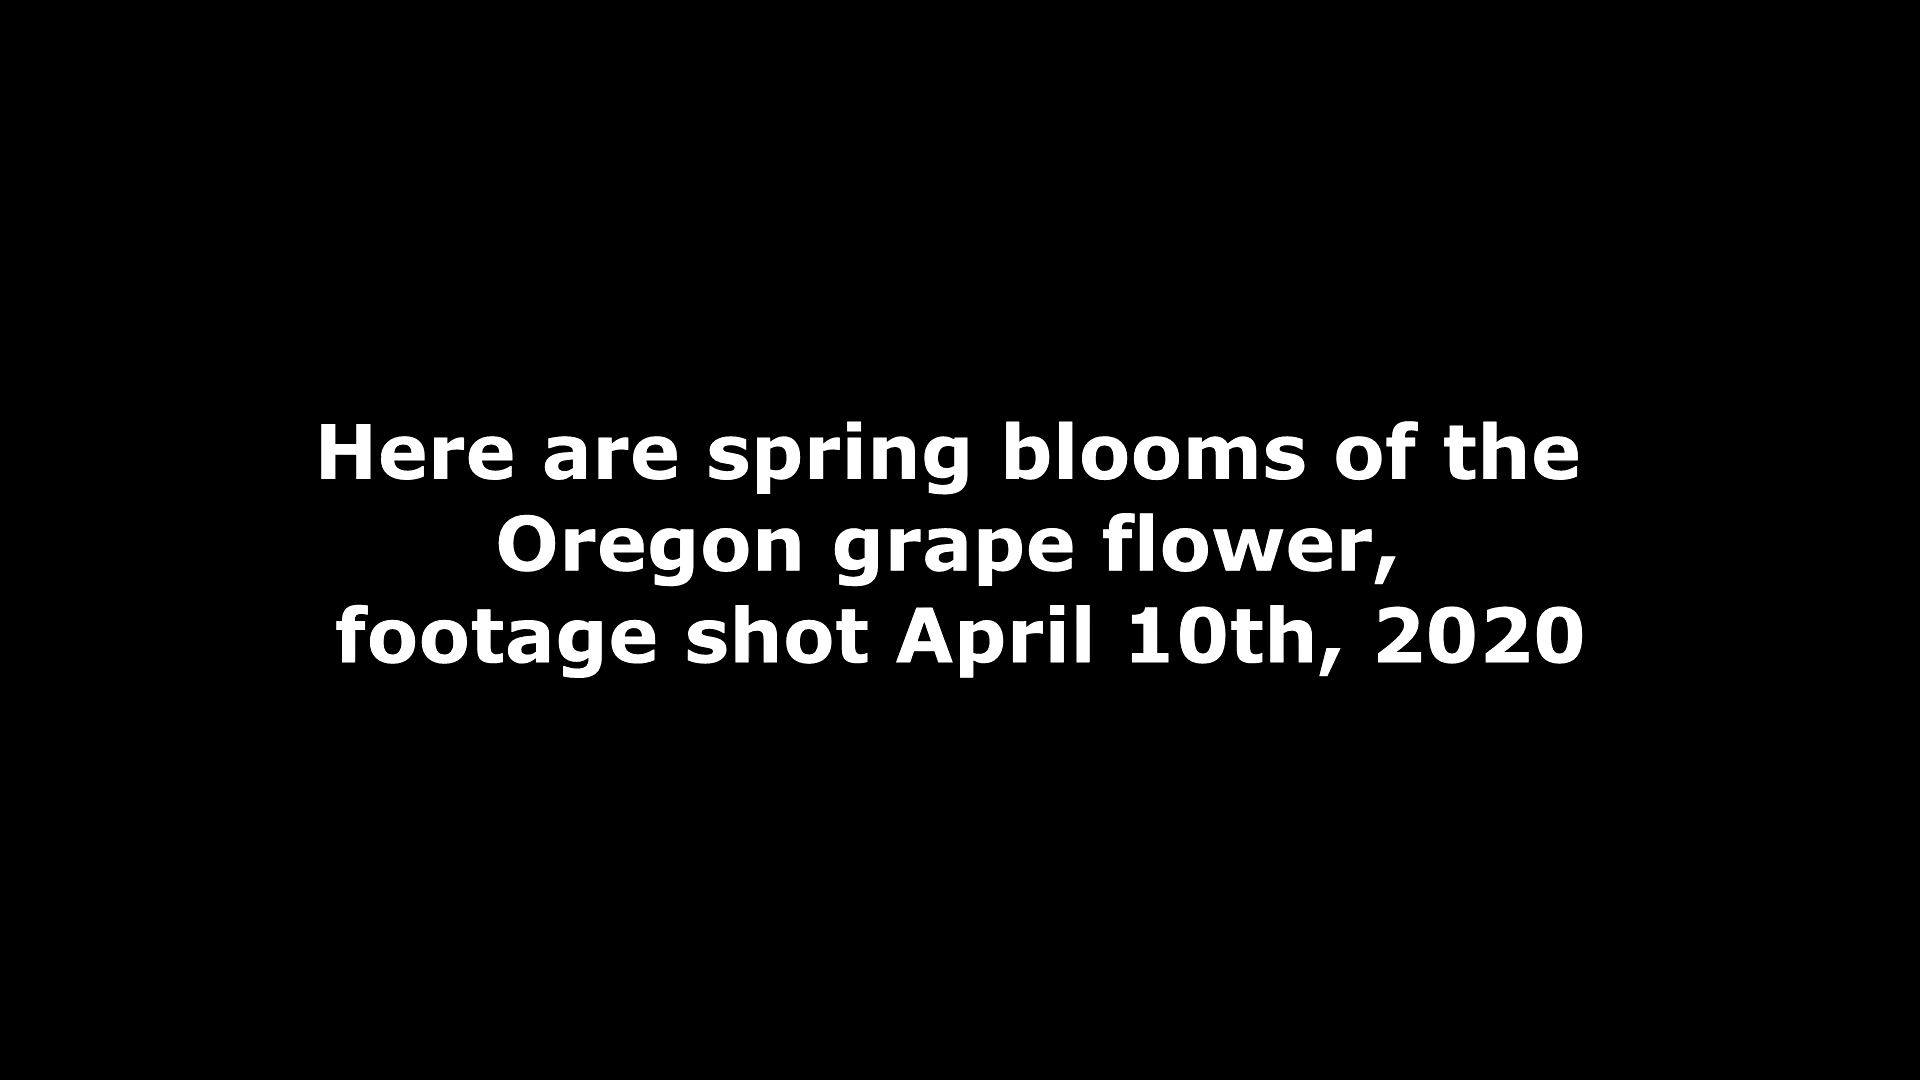 Here are spring blooms of the
Oregon grape flower,
footage shot April 10th, 2020